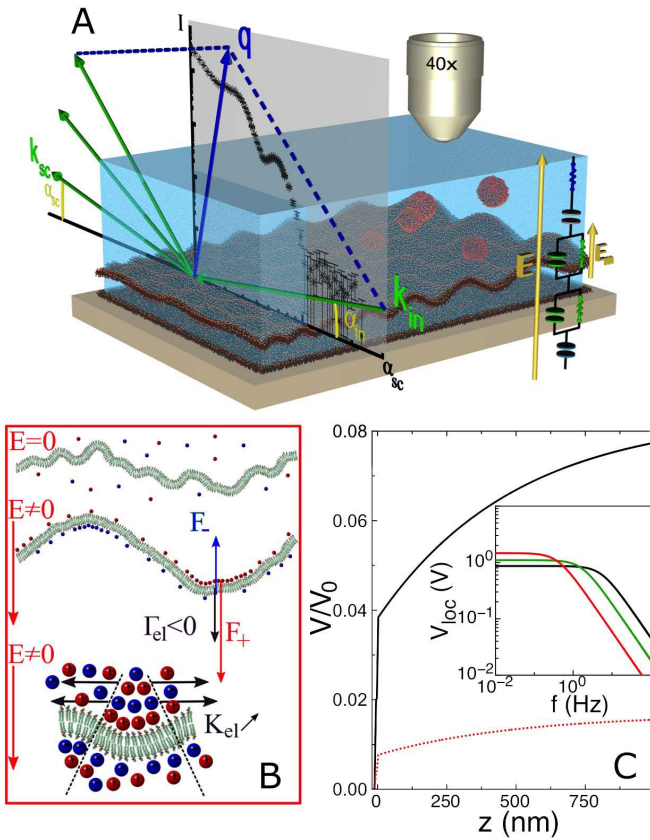 A
I
q
40x
k_sc
α_sc
E
E_m
k_in
α_in
α_sc
E=0
E≠0
F_-
Γ_el<0
F_+
E≠0
K_el
B
0.08
0.06
0.04
0.02
0.00
V/V_0
10^1
10^0
10^-1
10^-2
V_loc (V)
10^-2
10^0
f (Hz)
C
0
250
500
750
z (nm)